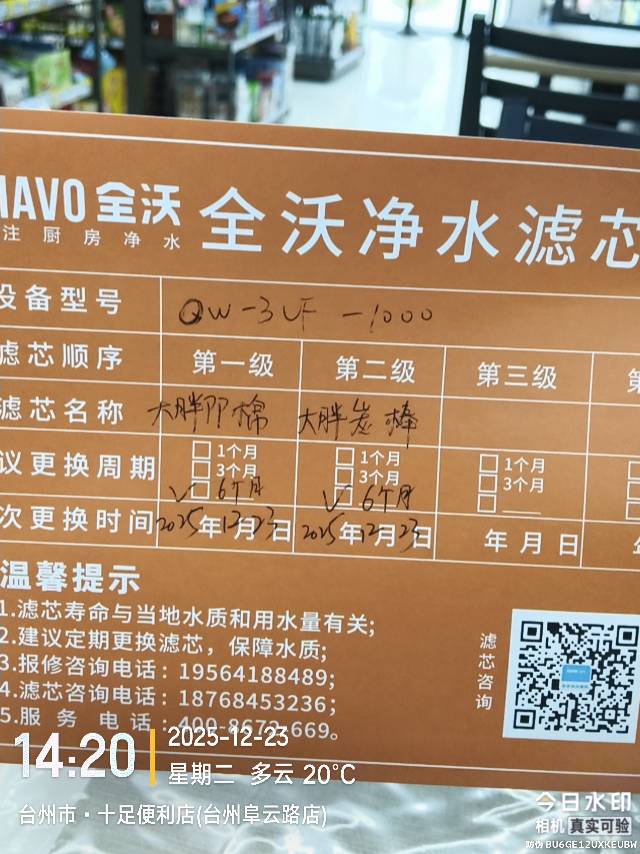 NAVO 全沃
注厨房净水
全沃净水滤芯
设备型号 QW-3UF-1000
滤芯顺序 第一级 第二级 第三级 第
滤芯名称 大胖PP棉 大胖炭棒
议更换周期 1个月 1个月 1个月
3个月 3个月 3个月
6个月 6个月
次更换时间 2025年12月23日 2025年12月23日 年月日
温馨提示
1.滤芯寿命与当地水质和用水量有关;
2.建议定期更换滤芯，保障水质;
3.报修咨询电话：19564188489;
4.滤芯咨询电话：18768453236;
5.服务电话：400-8672-669。
滤芯咨询
14:20
2025-12-23
星期二 多云 20°C
台州市·十足便利店(台州阜云路店)
今日水印
相机 真实可验
防伪 BU6GE12UXKEUBW